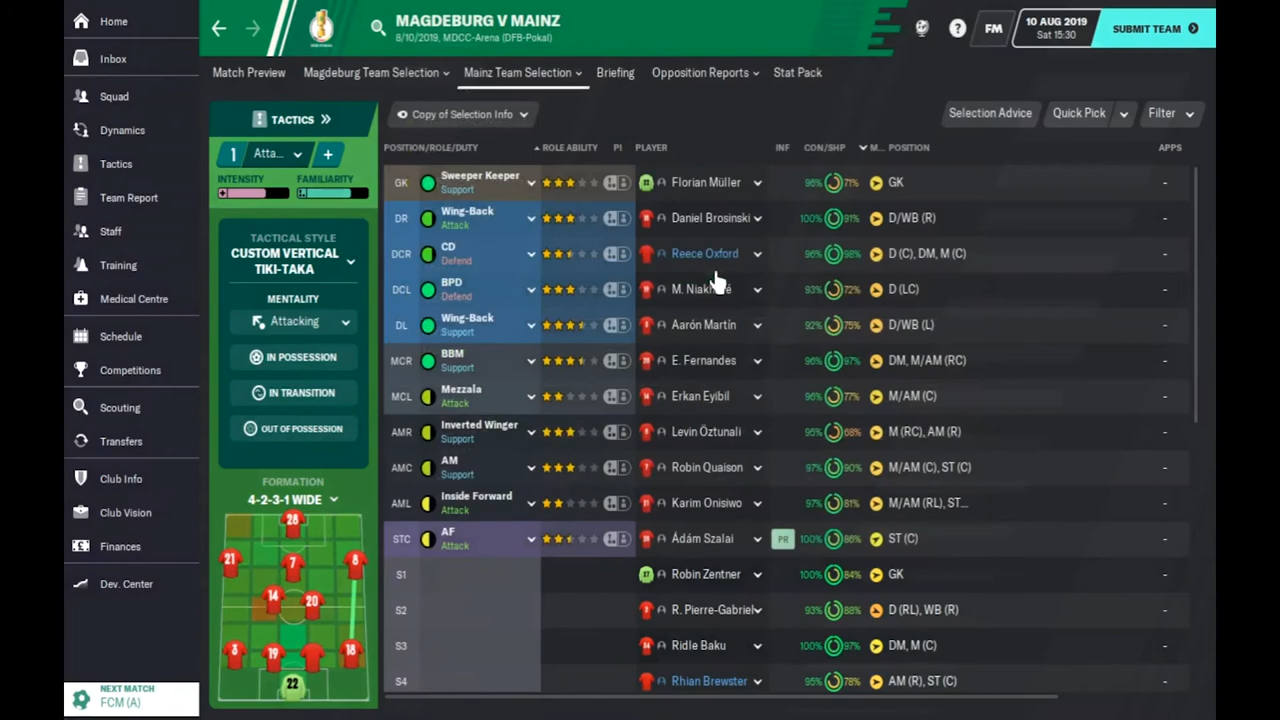 Home
Inbox
Squad
Dynamics
Tactics
Team Report
Staff
Training
Medical Centre
Schedule
Competitions
Scouting
Transfers
Club Info
Club Vision
Finances
Dev. Center
NEXT MATCH
FCM (A)
MAGDEBURG V MAINZ
8/10/2019, MDCC-Arena (DFB-Pokal)
? FM
10 AUG 2019
Sat 15:30
SUBMIT TEAM
Match Preview Magdeburg Team Selection Mainz Team Selection Briefing Opposition Reports Stat Pack
TACTICS
1 Atta...  +
INTENSITY FAMILIARITY
TACTICAL STYLE
CUSTOM VERTICAL
TIKI-TAKA
MENTALITY
Attacking
IN POSSESSION
IN TRANSITION
OUT OF POSSESSION
FORMATION
4-2-3-1 WIDE
28
21 7 8
14 20
3 19 18
22
Copy of Selection Info Selection Advice Quick Pick Filter
POSITION/ROLE/DUTY ROLE ABILITY PI PLAYER INF CON/SHP M... POSITION APPS
GK Sweeper Keeper Support Florian Müller 96% 71% GK -
DR Wing-Back Attack Daniel Brosinski 100% 91% D/WB (R) -
DCR CD Defend Reece Oxford 96% 98% D (C), DM, M (C) -
DCL BPD Defend 93% 72% D (LC) -
DL Wing-Back Support Aarón Martín 92% 75% D/WB (L) -
MCR BBM Support E. Fernandes 96% 97% DM, M/AM (RC) -
MCL Mezzala Attack Erkan Eyibil 96% 77% M/AM (C) -
AMR Inverted Winger Support Levin Öztunali 95% 68% M (RC), AM (R) -
AMC AM Support Robin Quaison 97% 90% M/AM (C), ST (C) -
AML Inside Forward Attack Karim Onisiwo 97% 81% M/AM (RL), ST... -
STC AF Attack Ádám Szalai PR 100% 86% ST (C) -
S1 Robin Zentner 100% 84% GK -
S2 R. Pierre-Gabriel 93% 88% D (RL), WB (R) -
S3 Ridle Baku 100% 97% DM, M (C) -
S4 Rhian Brewster 95% 78% AM (R), ST (C) -